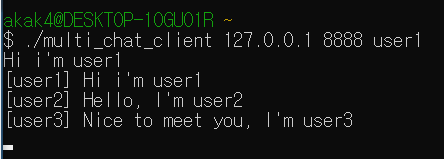 akak4@DESKTOP-10GU01R ~
$ ./multi_chat_client 127.0.0.1 8888 user1
Hi i'm user1
[user1] Hi i'm user1
[user2] Hello, I'm user2
[user3] Nice to meet you, I'm user3